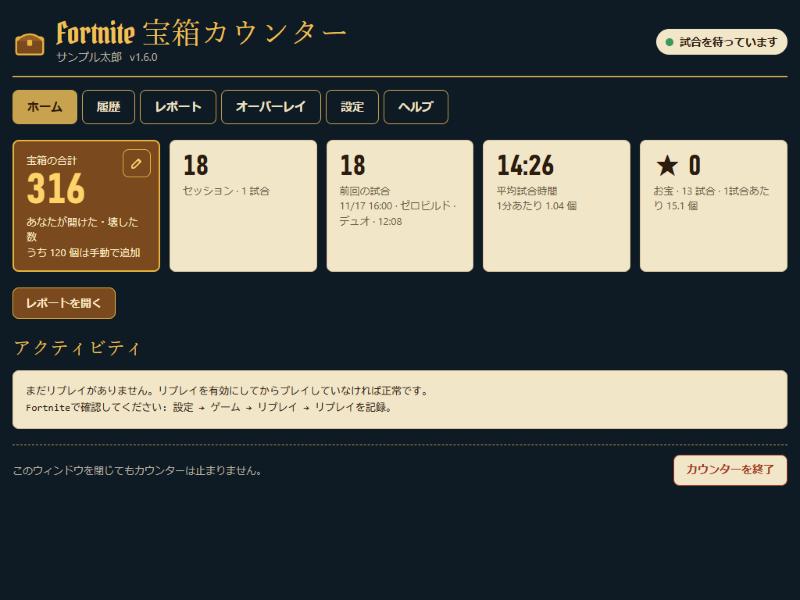 Fortnite 宝箱カウンター
サンプル太郎 v1.6.0
試合を待っています
ホーム
履歴
レポート
オーバーレイ
設定
ヘルプ
宝箱の合計
316
あなたが開けた・壊した
数
うち 120 個は手動で追加
18
セッション · 1 試合
18
前回の試合
11/17 16:00 · ゼロビルド ·
デュオ · 12:08
14:26
平均試合時間
1分あたり 1.04 個
★ 0
お宝 · 13 試合 · 1試合あた
り 15.1 個
レポートを開く
アクティビティ
まだリプレイがありません。リプレイを有効にしてからプレイしていなければ正常です。
Fortniteで確認してください: 設定 → ゲーム → リプレイ → リプレイを記録。
このウィンドウを閉じてもカウンターは止まりません。
カウンターを終了